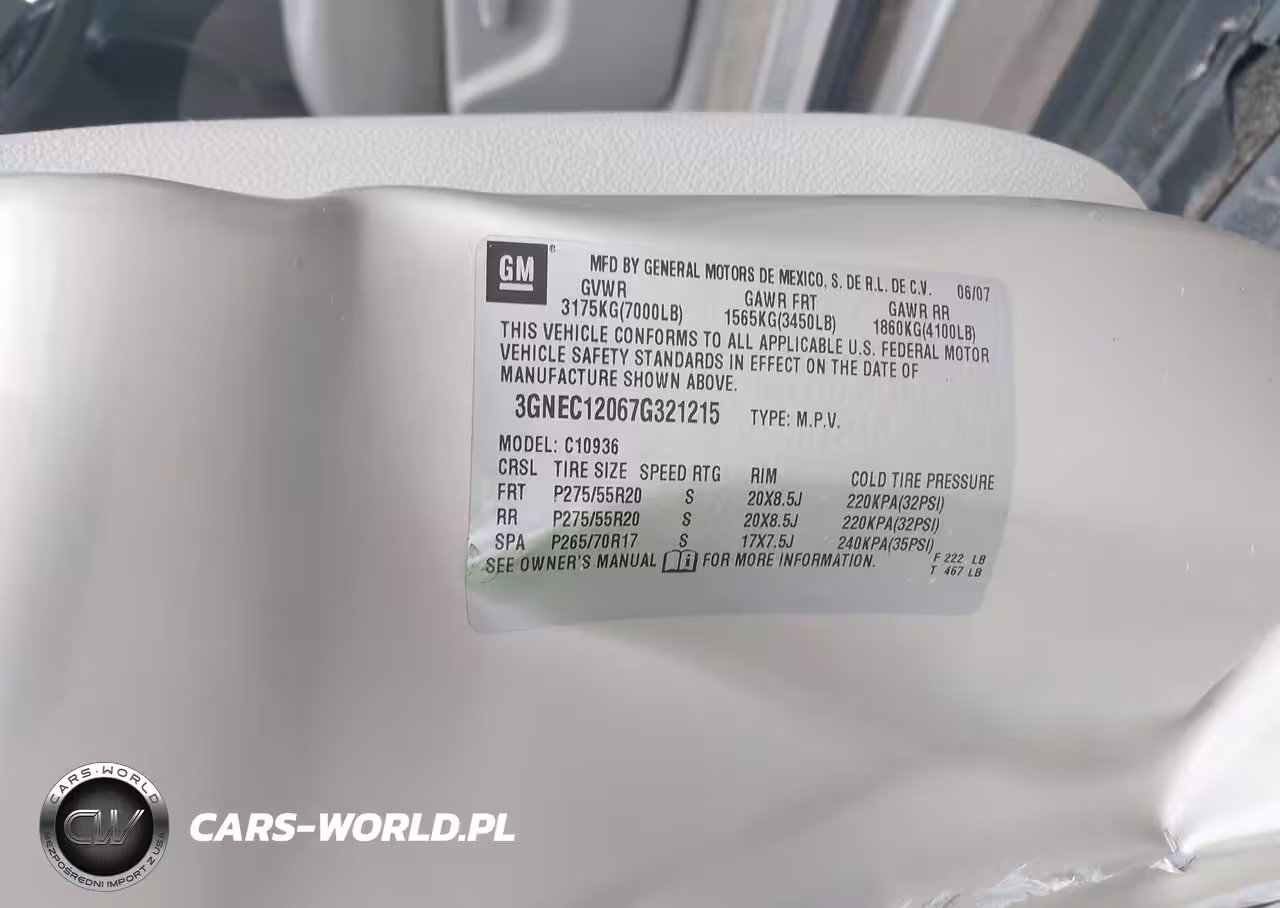 GM
®
MFD BY GENERAL MOTORS DE MEXICO, S. DE R.L. DE C.V. 06/07
GVWR GAWR FRT GAWR RR
3175KG(7000LB) 1565KG(3450LB) 1860KG(4100LB)
THIS VEHICLE CONFORMS TO ALL APPLICABLE U.S. FEDERAL MOTOR
VEHICLE SAFETY STANDARDS IN EFFECT ON THE DATE OF
MANUFACTURE SHOWN ABOVE.
3GNEC12067G321215 TYPE: M.P.V.
MODEL: C10936
CRSL TIRE SIZE SPEED RTG RIM COLD TIRE PRESSURE
FRT P275/55R20 S 20X8.5J 220KPA(32PSI)
RR P275/55R20 S 20X8.5J 220KPA(32PSI)
SPA P265/70R17 S 17X7.5J 240KPA(35PSI)
SEE OWNER'S MANUAL i FOR MORE INFORMATION.
F 222 LB
T 467 LB
CARS-WORLD
CW
BEZPOŚREDNI IMPORT Z USA
CARS-WORLD.PL